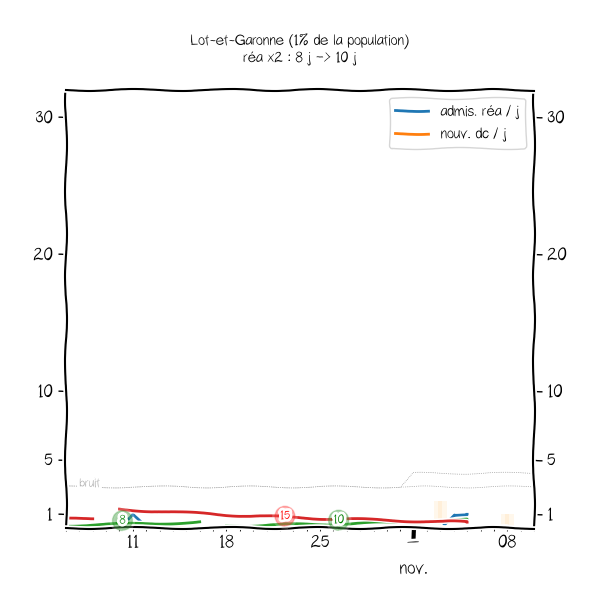 Lot-et-Garonne (1% de la population)
réa x2 : 8 j -> 10 j
admis. réa / j
nouv. dc / j
30
30
20
20
10
10
5
5
bruit
1
8
15
10
1
11
18
25
08
nov.